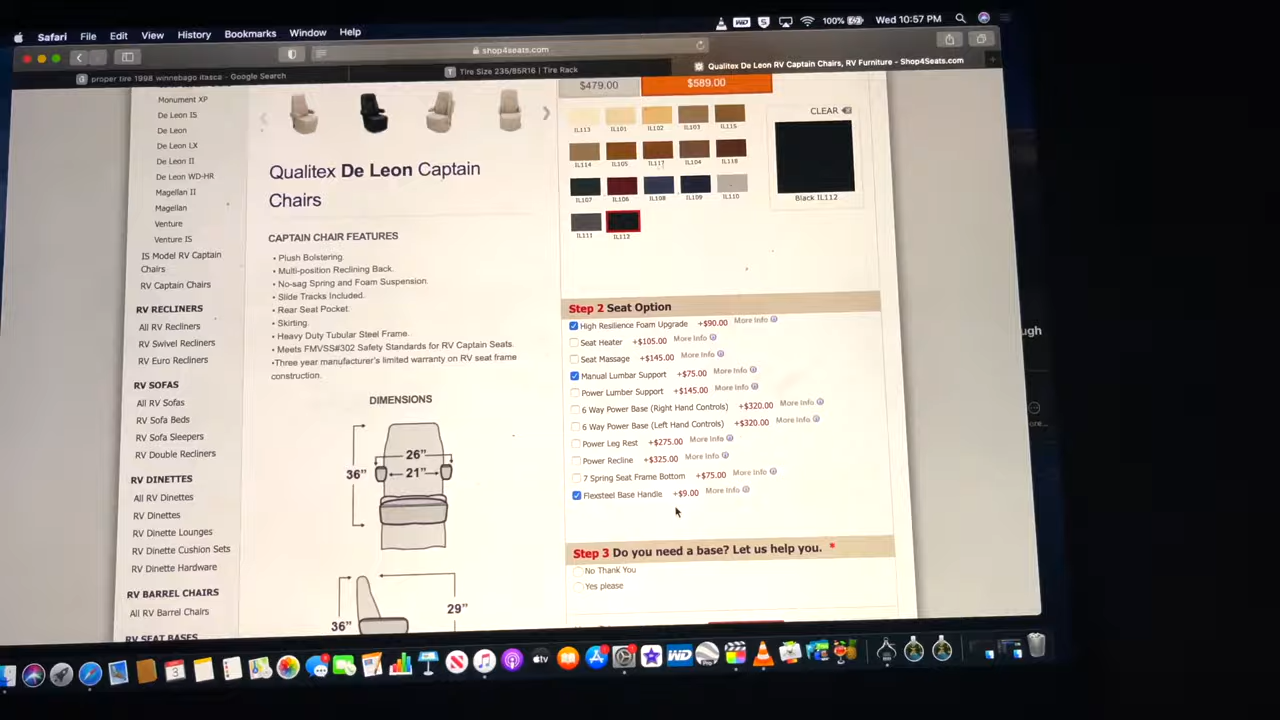 Safari File Edit View History Bookmarks Window Help
WD S 100% Wed 10:57 PM
shop4seats.com
G proper tire 1998 winnebago itasca - Google Search
T Tire Size 235/85R16 | Tire Rack
Qualitex De Leon RV Captain Chairs, RV Furniture - Shop4Seats.com
Monument XP
De Leon IS
De Leon
De Leon LX
De Leon II
De Leon WD-HR
Magellan II
Magellan
Venture
Venture IS
IS Model RV Captain
Chairs
RV Captain Chairs
RV RECLINERS
All RV Recliners
RV Swivel Recliners
RV Euro Recliners
RV SOFAS
All RV Sofas
RV Sofa Beds
RV Sofa Sleepers
RV Double Recliners
RV DINETTES
All RV Dinettes
RV Dinettes
RV Dinette Lounges
RV Dinette Cushion Sets
RV Dinette Hardware
RV BARREL CHAIRS
All RV Barrel Chairs
RV SEAT BASES
Qualitex De Leon Captain
Chairs
CAPTAIN CHAIR FEATURES
• Plush Bolstering.
• Multi-position Reclining Back.
• No-sag Spring and Foam Suspension.
• Slide Tracks Included.
• Rear Seat Pocket.
• Skirting.
• Heavy Duty Tubular Steel Frame.
• Meets FMVSS#302 Safety Standards for RV Captain Seats.
•Three year manufacturer's limited warranty on RV seat frame
construction.
DIMENSIONS
26”
36” 21”
29”
36”
$479.00 $589.00
IL113 IL101 IL102 IL103 IL115
IL114 IL105 IL117 IL104 IL118
IL107 IL106 IL108 IL109 IL110
IL111 IL112
CLEAR
Black IL112
Step 2 Seat Option
High Resilience Foam Upgrade +$90.00 More Info
Seat Heater +$105.00 More Info
Seat Massage +$145.00 More Info
Manual Lumbar Support +$75.00 More Info
Power Lumber Support +$145.00 More Info
6 Way Power Base (Right Hand Controls) +$320.00 More Info
6 Way Power Base (Left Hand Controls) +$320.00 More Info
Power Leg Rest +$275.00 More Info
Power Recline +$325.00 More Info
7 Spring Seat Frame Bottom +$75.00 More Info
Flexsteel Base Handle +$9.00 More Info
Step 3 Do you need a base? Let us help you. *
No Thank You
Yes please
ugh
tv
WD